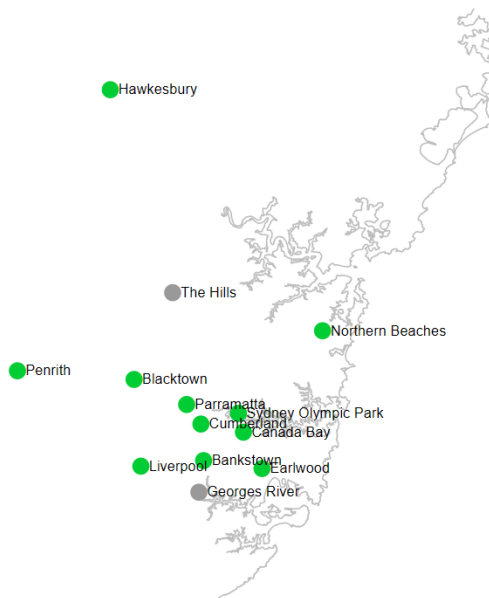 Hawkesbury
The Hills
Northern Beaches
Penrith
Blacktown
Parramatta
Sydney Olympic Park
Cumberland
Canada Bay
Bankstown
Liverpool
Earlwood
Georges River